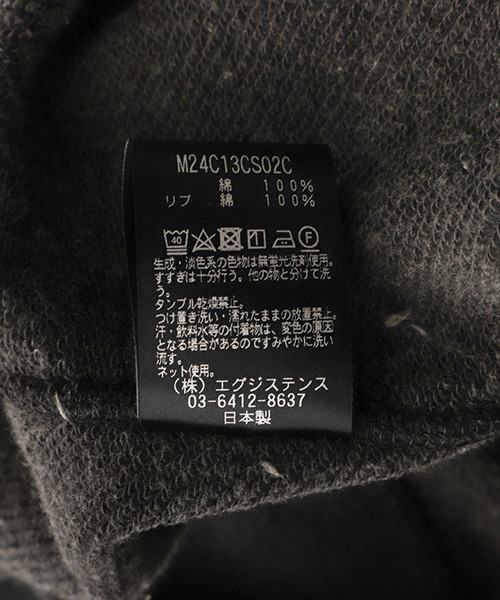 M24C13CS02C
綿 100%
リブ 綿 100%
40 F
生成・淡色系の色物は無蛍光洗剤使用。
すすぎは十分行う。他の物と分けて洗
う。
タンブル乾燥禁止。
つけ置き洗い・濡れたままの放置禁止。
汗・飲料水等の付着物は、変色の原因
となる場合があるのですみやかに洗い
流す。
ネット使用。
(株)エグジステンス
03-6412-8637
日本製